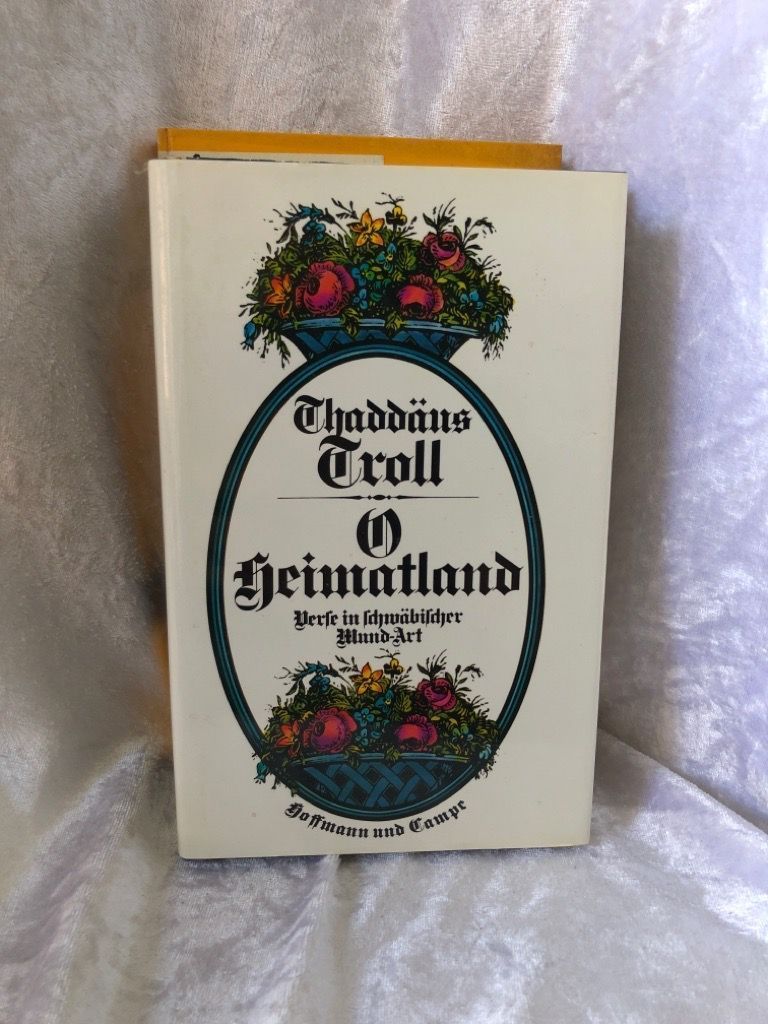 Thaddäus
Troll
O
Heimatland
Verse in schwäbischer
Mund-Art
Hoffmann und Campe